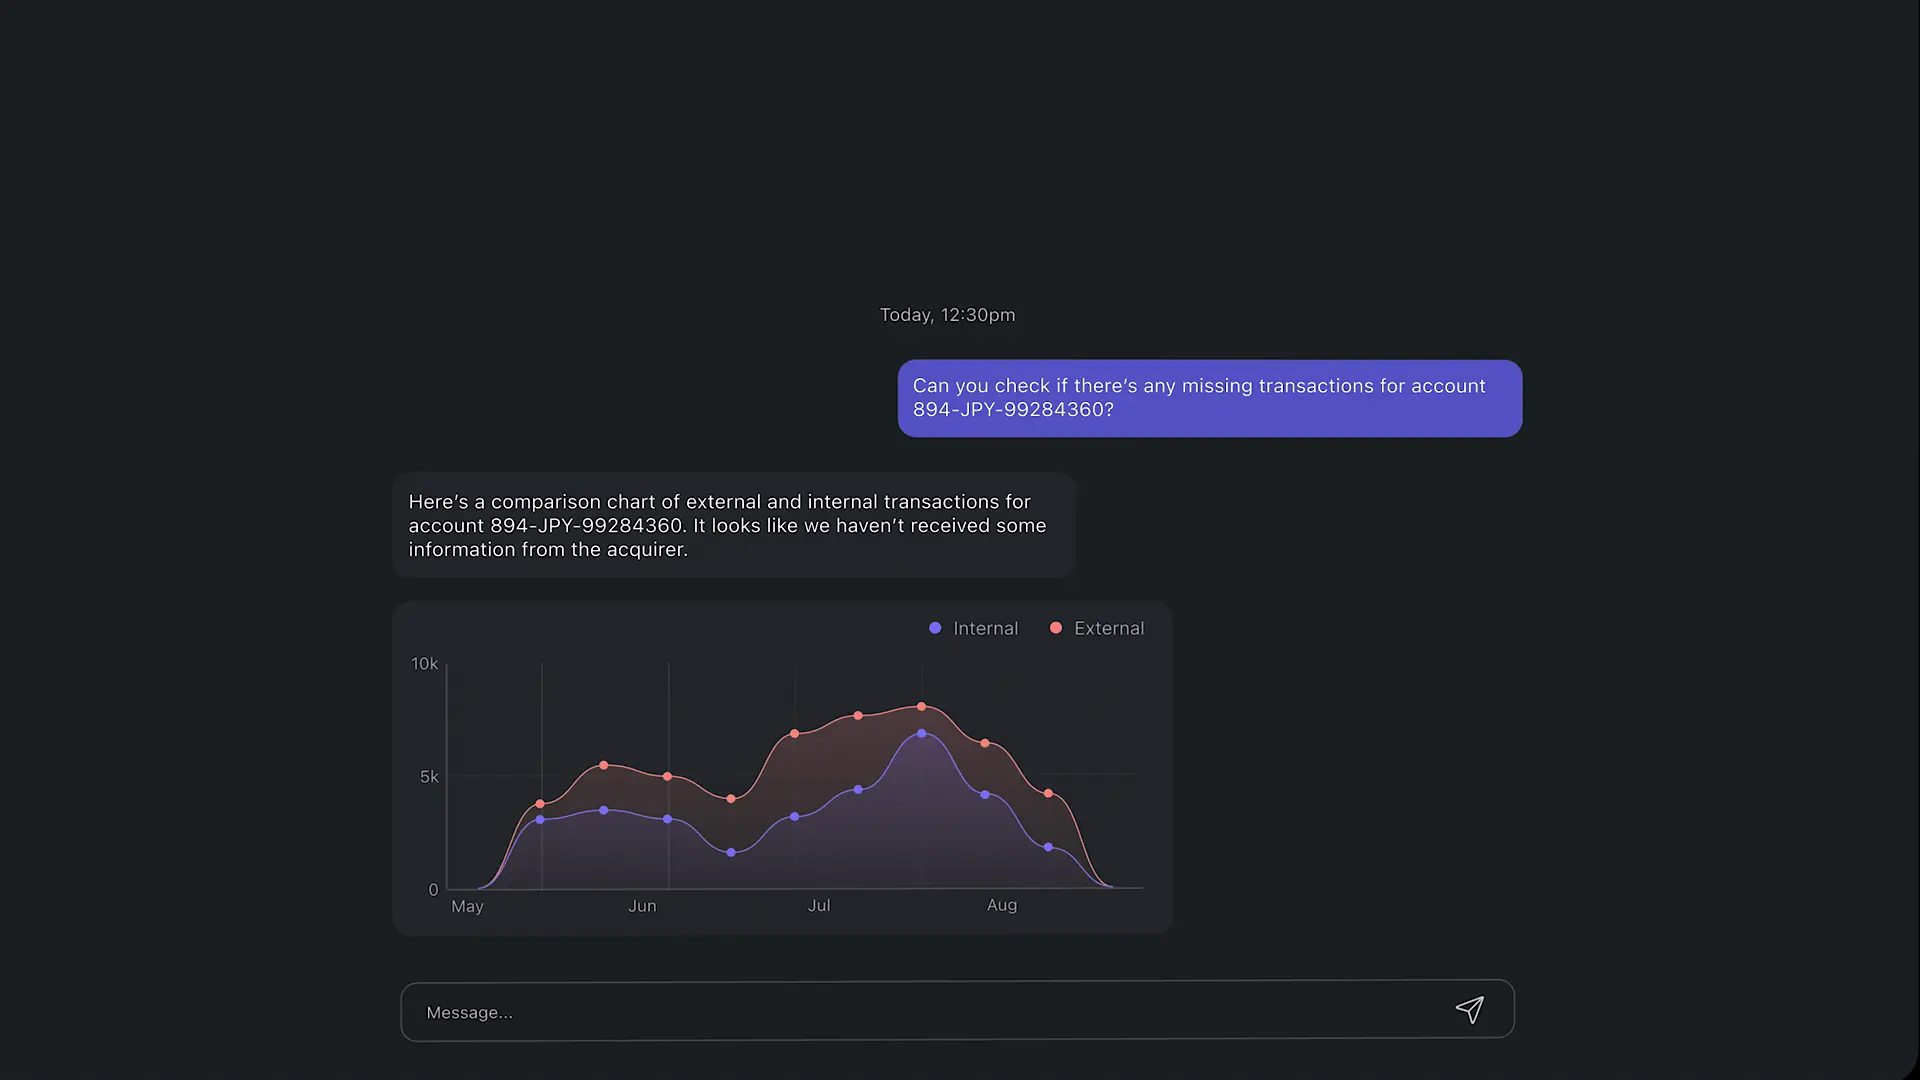 Today, 12:30pm
Can you check if there’s any missing transactions for account
894-JPY-99284360?
Here’s a comparison chart of external and internal transactions for
account 894-JPY-99284360. It looks like we haven’t received some
information from the acquirer.
Internal
External
10k
5k
0
May
Jun
Jul
Aug
Message...